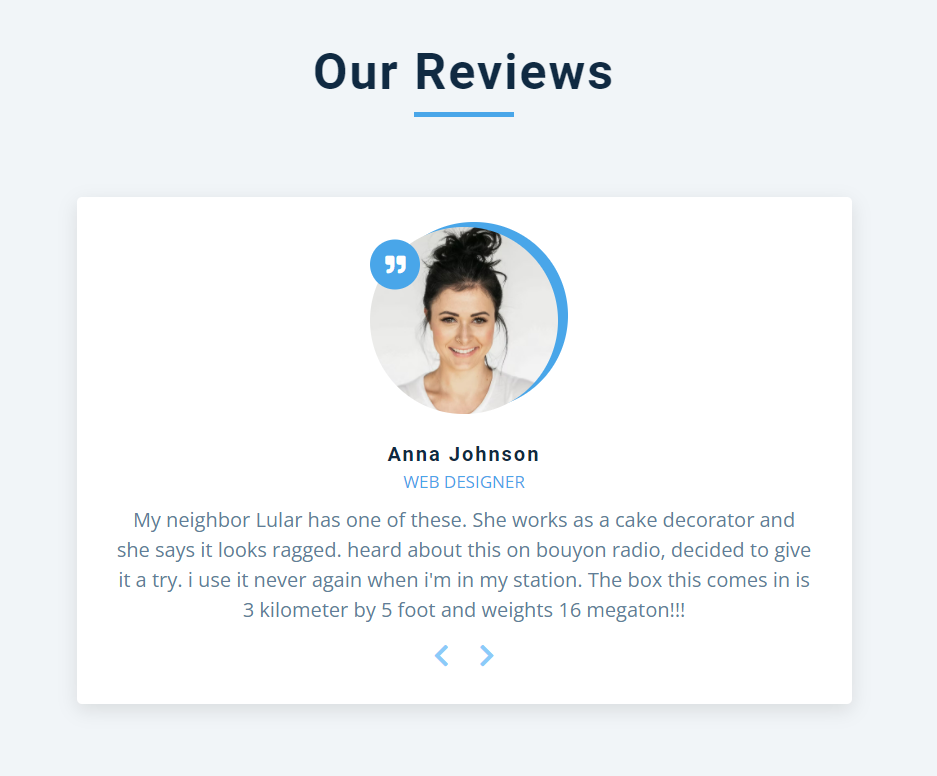 Our Reviews
Anna Johnson
WEB DESIGNER
My neighbor Lular has one of these. She works as a cake decorator and
she says it looks ragged. heard about this on bouyon radio, decided to give
it a try. i use it never again when i'm in my station. The box this comes in is
3 kilometer by 5 foot and weights 16 megaton!!!